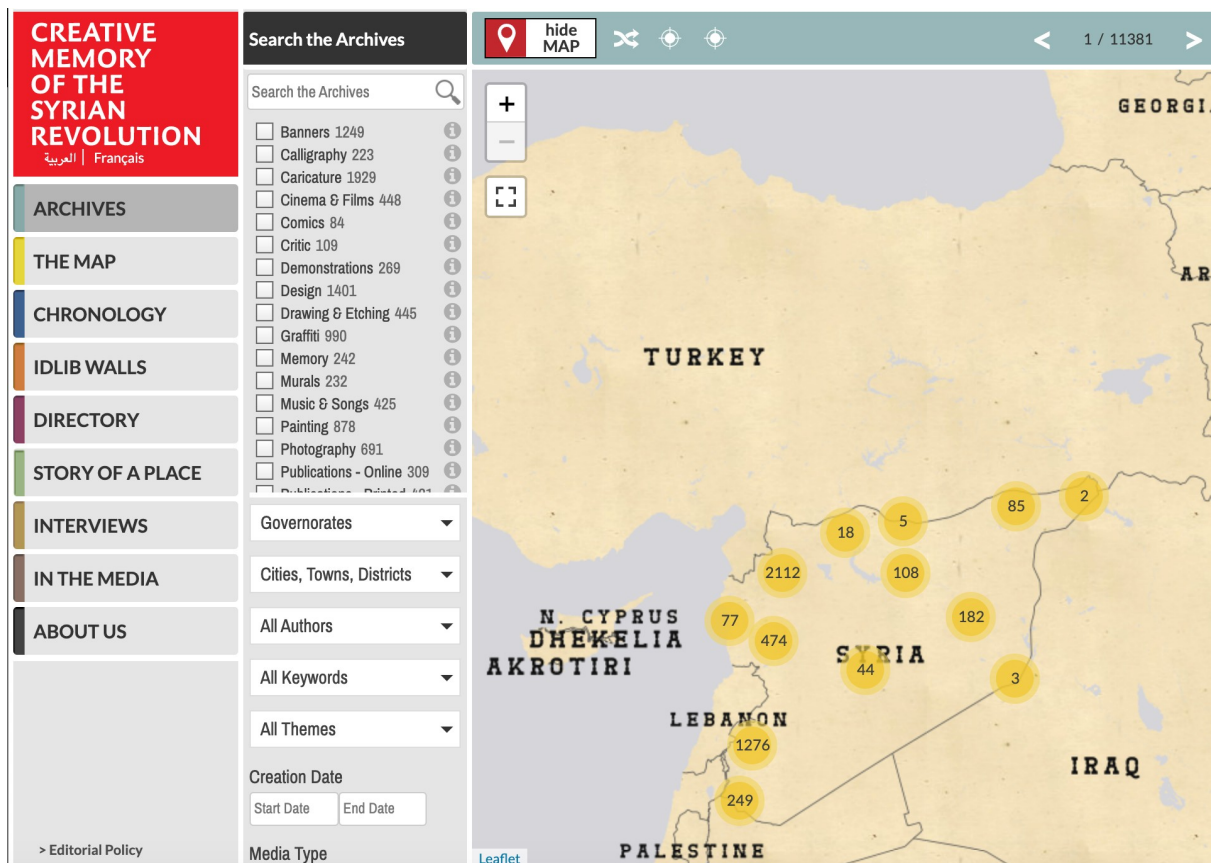 CREATIVE
MEMORY
OF THE
SYRIAN
REVOLUTION
العربية | Français
ARCHIVES
THE MAP
CHRONOLOGY
IDLIB WALLS
DIRECTORY
STORY OF A PLACE
INTERVIEWS
IN THE MEDIA
ABOUT US
> Editorial Policy
Search the Archives
Search the Archives
Banners 1249
Calligraphy 223
Caricature 1929
Cinema & Films 448
Comics 84
Critic 109
Demonstrations 269
Design 1401
Drawing & Etching 445
Graffiti 990
Memory 242
Murals 232
Music & Songs 425
Painting 878
Photography 691
Publications - Online 309
Governorates
Cities, Towns, Districts
All Authors
All Keywords
All Themes
Creation Date
Start Date End Date
Media Type
hide
MAP
< 1 / 11381 >
+
−
GEORGI
AR
TURKEY
2
85
5
18
2112
108
N. CYPRUS
77
182
DHEKELIA
474
SYRIA
AKROTIRI
44
3
LEBANON
1276
IRAQ
249
PALESTINE
Leaflet